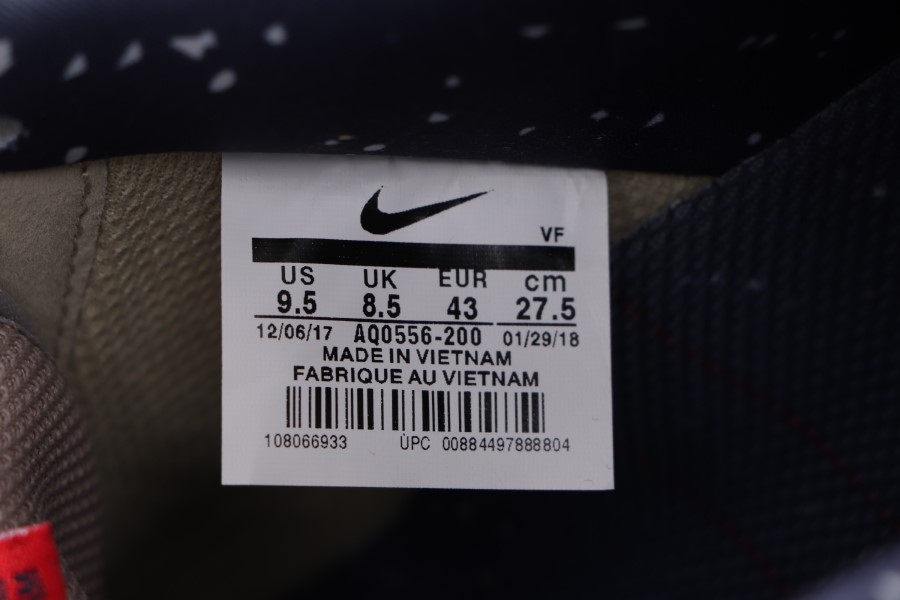 VF
US UK EUR cm
9.5 8.5 43 27.5
12/06/17 AQ0556-200 01/29/18
MADE IN VIETNAM
FABRIQUE AU VIETNAM
108066933 UPC 00884497888804